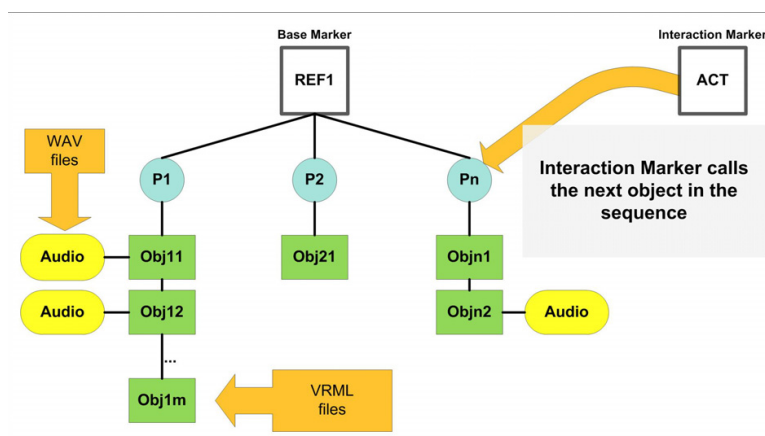 Base Marker
Interaction Marker
REF1
ACT
WAV
files
Interaction Marker calls
the next object in the
sequence
P1
P2
Pn
Audio
Obj11
Obj21
Objn1
Audio
Obj12
Objn2
Audio
...
Obj1m
VRML
files